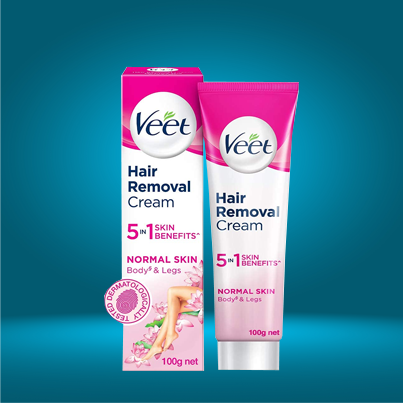 Veet
Hair
Removal
Cream
5 IN 1 SKIN
BENEFITS^
NORMAL SKIN
Body§ & Legs
DERMATOLOGICALLY TESTED
100g net
Veet
Hair
Removal
Cream
5 IN 1 SKIN
BENEFITS^
NORMAL SKIN
Body§ & Legs
100g net